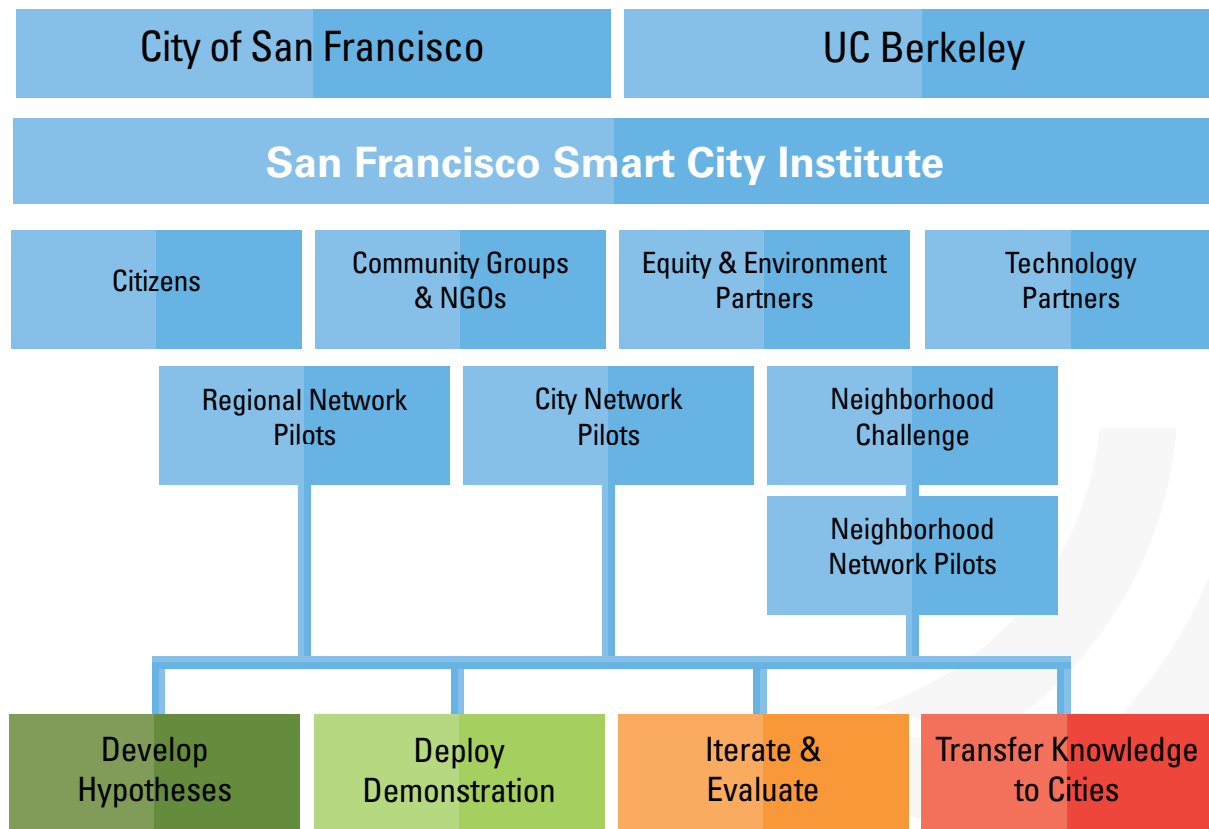 City of San Francisco
UC Berkeley
San Francisco Smart City Institute
Citizens
Community Groups
& NGOs
Equity & Environment
Partners
Technology
Partners
Regional Network
Pilots
City Network
Pilots
Neighborhood
Challenge
Neighborhood
Network Pilots
Develop
Hypotheses
Deploy
Demonstration
Iterate &
Evaluate
Transfer Knowledge
to Cities